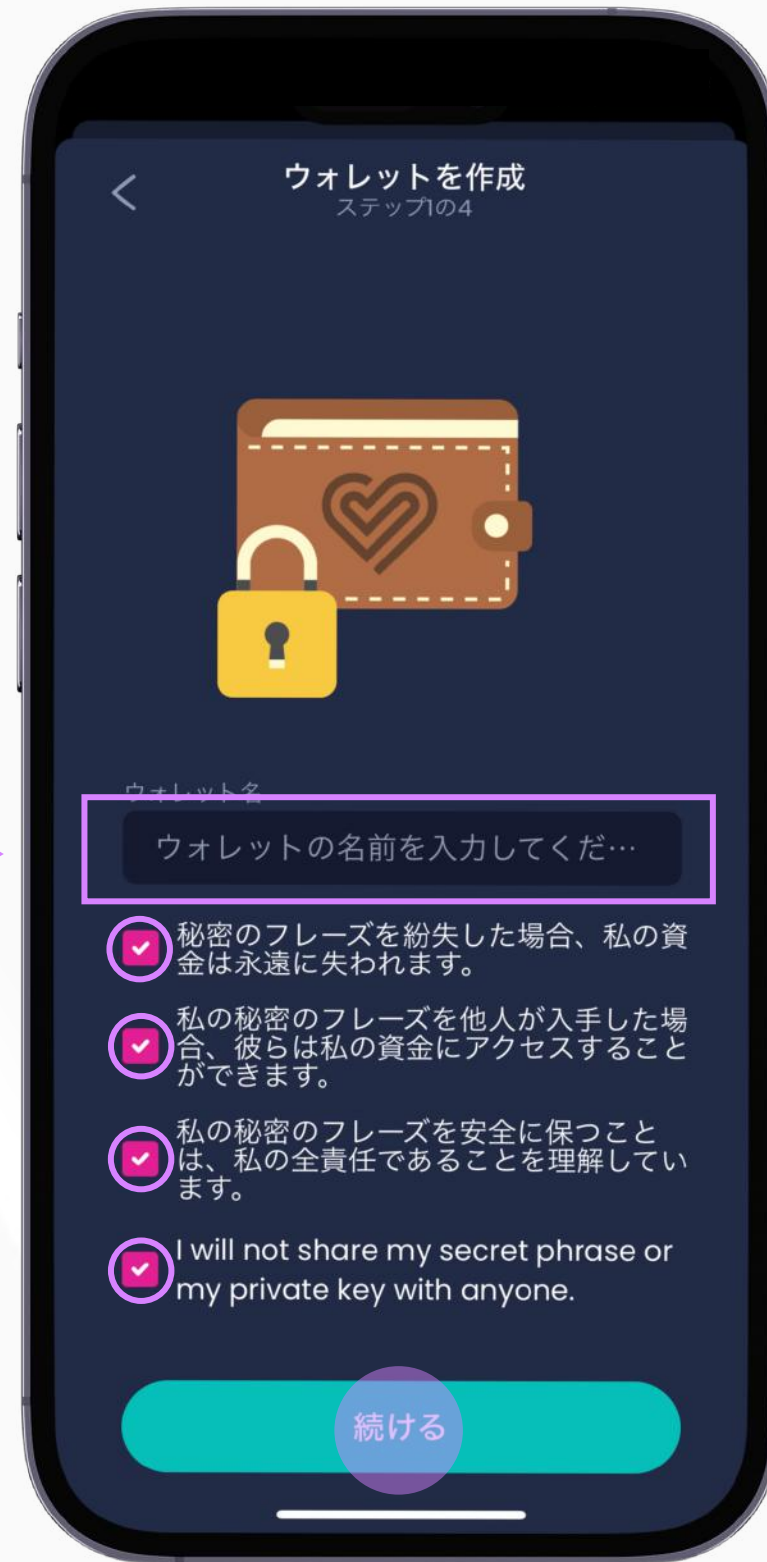 ウォレットを作成
ステップ1の4
ウォレット名
ウォレットの名前を入力してくだ…
秘密のフレーズを紛失した場合、私の資
金は永遠に失われます。
私の秘密のフレーズを他人が入手した場
合、彼らは私の資金にアクセスすること
ができます。
私の秘密のフレーズを安全に保つこと
は、私の全責任であることを理解してい
ます。
I will not share my secret phrase or
my private key with anyone.
続ける